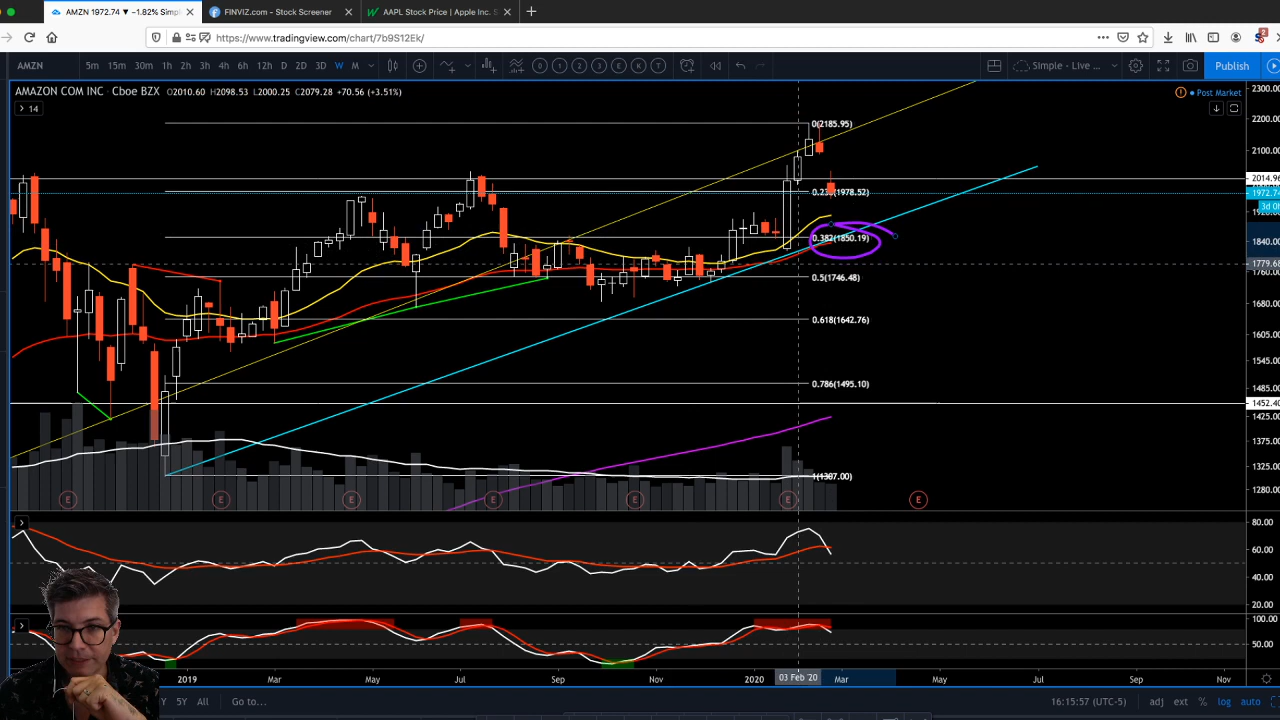 AMZN 1972.74 ▼ −1.82% Simpl
FINVIZ.com - Stock Screener
AAPL Stock Price | Apple Inc. S
https://www.tradingview.com/chart/7b9S12Ek/
AMZN 5m 15m 30m 1h 2h 3h 4h 6h 12h D 2D 3D W M
0 1 2 3 E K T
Simple - Live ...
Publish
AMAZON COM INC · Cboe BZX O2010.60 H2098.53 L2000.25 C2079.28 +70.56 (+3.51%)
14
Post Market
2300.00
2200.00
0(2185.95)
2100.00
2014.96
0.236(1978.52)
1972.74
3d 0h
0.382(1850.19)
1840.00
1779.68
0.5(1746.48)
1680.00
0.618(1642.76)
1605.00
1545.00
0.786(1495.10)
1485.00
1452.40
1425.00
1375.00
1325.00
1(1307.00)
1280.00
E E E E E E E
80.00
60.00
40.00
20.00
100.00
50.00
2019 Mar May Jul Sep Nov 2020 03 Feb '20 Mar May Jul Sep Nov
Y 5Y All Go to... 16:15:57 (UTC-5) adj ext % log auto